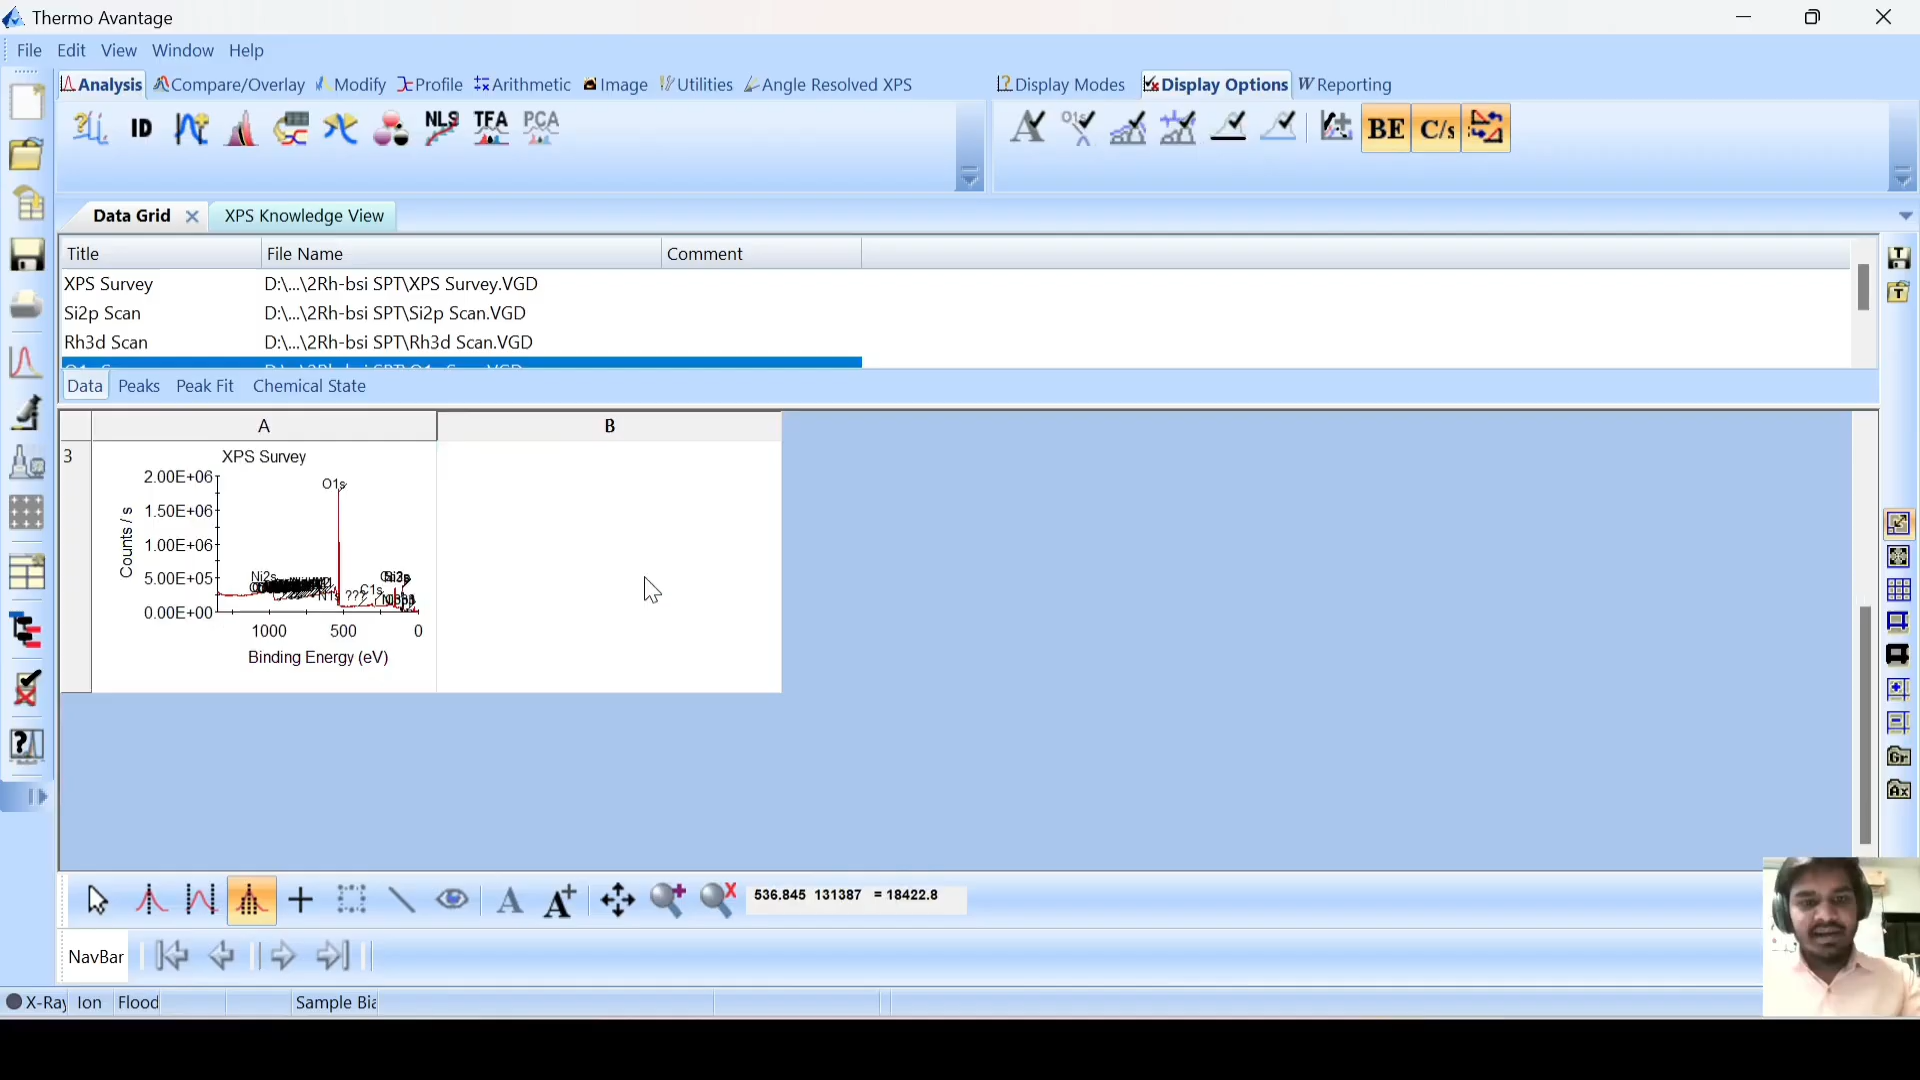 Thermo Avantage
File Edit View Window Help
Analysis Compare/Overlay Modify Profile Arithmetic Image Utilities Angle Resolved XPS Display Modes Display Options Reporting
ID NLS TFA PCA BE C/s
Data Grid XPS Knowledge View
Title File Name Comment
XPS Survey D:\...\2Rh-bsi SPT\XPS Survey.VGD
Si2p Scan D:\...\2Rh-bsi SPT\Si2p Scan.VGD
Rh3d Scan D:\...\2Rh-bsi SPT\Rh3d Scan.VGD
Data Peaks Peak Fit Chemical State
A B
3
XPS Survey
2.00E+06
O1s
1.50E+06
1.00E+06
Counts / s
Ni2s
5.00E+05
C1s
N1s ???
0.00E+00
1000 500 0
Binding Energy (eV)
536.845 131387 = 18422.8
NavBar
X-Ray Ion Flood Sample Bia